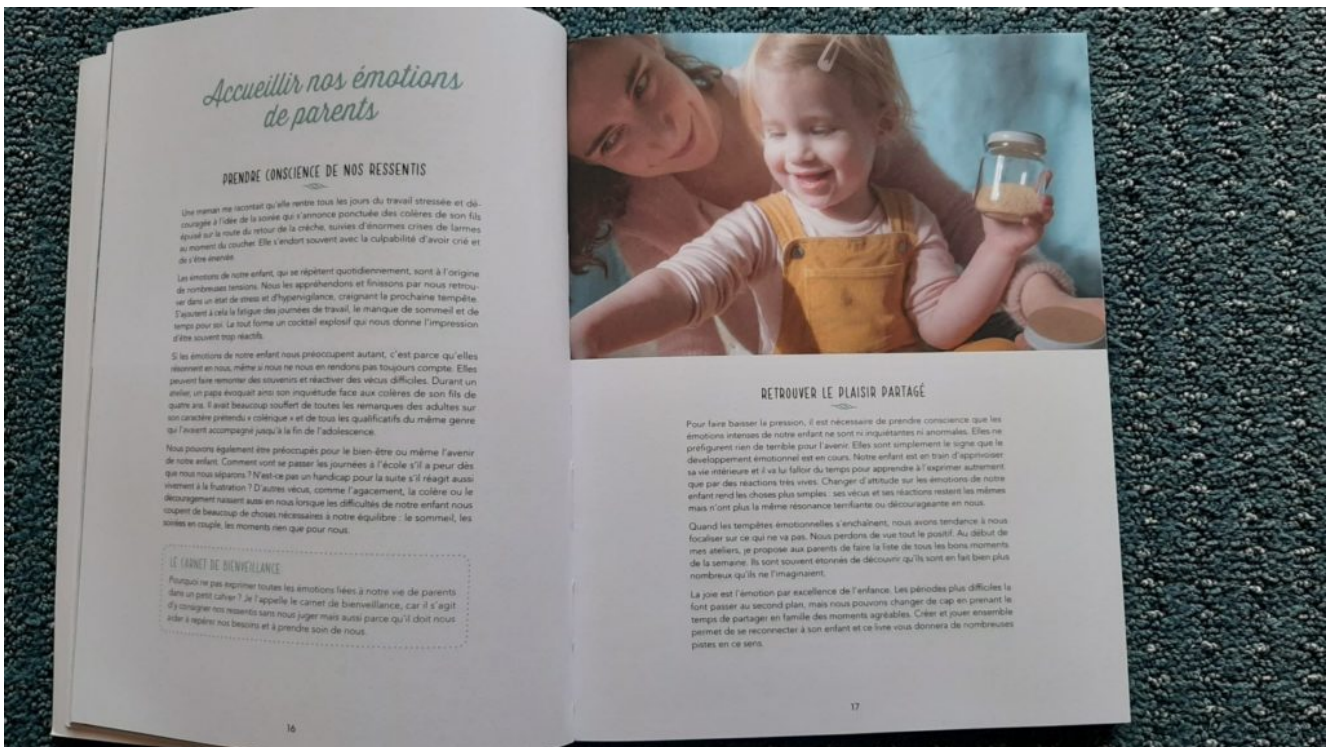 Accueillir nos émotions
de parents
PRENDRE CONSCIENCE DE NOS RESSENTIS
Une maman me racontait qu'elle rentre tous les jours du travail stressée et dé-
couragée à l'idée de la soirée qui s'annonce ponctuée des colères de son fils
épuisé sur la route du retour de la crèche, suivies d'énormes crises de larmes
au moment du coucher. Elle s'endort souvent avec la culpabilité d'avoir crié et
de s'être énervée.
Les émotions de notre enfant, qui se répètent quotidiennement, sont à l'origine
de nombreuses tensions. Nous les appréhendons et finissons par nous retrou-
ver dans un état de stress et d'hypervigilance, craignant la prochaine tempête.
S'ajoutent à cela la fatigue des journées de travail, le manque de sommeil et de
temps pour soi. Le tout forme un cocktail explosif qui nous donne l'impression
d'être souvent trop réactifs.
Si les émotions de notre enfant nous préoccupent autant, c'est parce qu'elles
résonnent en nous, même si nous ne nous en rendons pas toujours compte. Elles
peuvent faire remonter des souvenirs et réactiver des vécus difficiles. Durant un
atelier, un papa évoquait ainsi son inquiétude face aux colères de son fils de
quatre ans. Il avait beaucoup souffert de toutes les remarques des adultes sur
son caractère prétendu « colérique » et de tous les qualificatifs du même genre
qui l'avaient accompagné jusqu'à la fin de l'adolescence.
Nous pouvons également être préoccupés pour le bien-être ou même l'avenir
de notre enfant. Comment vont se passer les journées à l'école s'il a peur dès
que nous nous séparons ? N'est-ce pas un handicap pour la suite s'il réagit aussi
vivement à la frustration ? D'autres vécus, comme l'agacement, la colère ou le
découragement naissent aussi en nous lorsque les difficultés de notre enfant nous
coupent de beaucoup de choses nécessaires à notre équilibre : le sommeil, les
soirées en couple, les moments rien que pour nous.
LE CARNET DE BIENVEILLANCE
Pourquoi ne pas exprimer toutes les émotions liées à notre vie de parents
dans un petit cahier ? Je l'appelle le carnet de bienveillance, car il s'agit
d'y consigner nos ressentis sans nous juger mais aussi parce qu'il doit nous
aider à repérer nos besoins et à prendre soin de nous.
16
RETROUVER LE PLAISIR PARTAGÉ
Pour faire baisser la pression, il est nécessaire de prendre conscience que les
émotions intenses de notre enfant ne sont ni inquiétantes ni anormales. Elles ne
préfigurent rien de terrible pour l'avenir. Elles sont simplement le signe que le
développement émotionnel est en cours. Notre enfant est en train d'apprivoiser
sa vie intérieure et il va lui falloir du temps pour apprendre à l'exprimer autrement
que par des réactions très vives. Changer d'attitude sur les émotions de notre
enfant rend les choses plus simples : ses vécus et ses réactions restent les mêmes
mais n'ont plus la même résonance terrifiante ou décourageante en nous.
Quand les tempêtes émotionnelles s'enchaînent, nous avons tendance à nous
focaliser sur ce qui ne va pas. Nous perdons de vue tout le positif. Au début de
mes ateliers, je propose aux parents de faire la liste de tous les bons moments
de la semaine. Ils sont souvent étonnés de découvrir qu'ils sont en fait bien plus
nombreux qu'ils ne l'imaginaient.
La joie est l'émotion par excellence de l'enfance. Les périodes plus difficiles la
font passer au second plan, mais nous pouvons changer de cap en prenant le
temps de partager en famille des moments agréables. Créer et jouer ensemble
permet de se reconnecter à son enfant et ce livre vous donnera de nombreuses
pistes en ce sens.
17